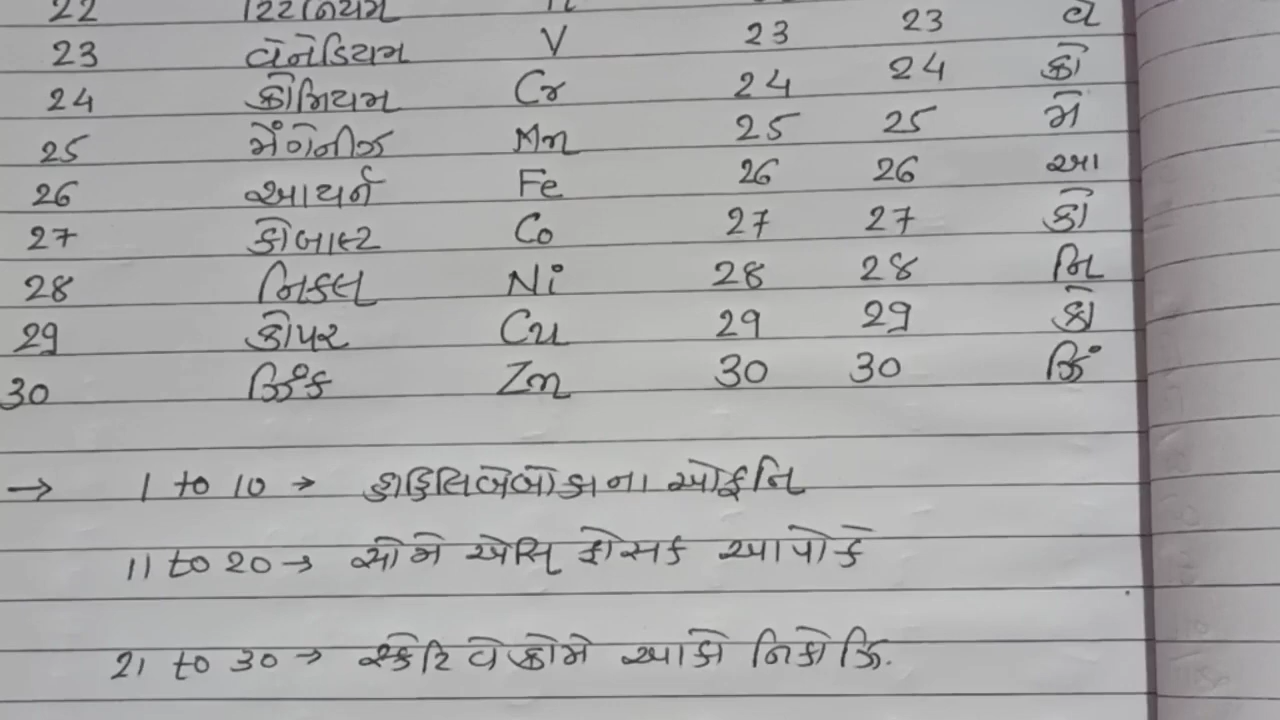 22 ટિટેનિયમ
23 વેનેડિયમ V 23 23 વે
24 ક્રોમિયમ Cr 24 24 ક્રો
25 મેંગેનીઝ Mn 25 25 મે
26 આયર્ન Fe 26 26 આ
27 કોબાલ્ટ Co 27 27 કો
28 નિકલ Ni 28 28 નિ
29 કોપર Cu 29 29 કો
30 ઝિંક Zn 30 30 ઝિં
→ 1 to 10 → હાહિલિબેબોકાના ઓફનિ
11 to 20 → સોમે એસિ ફોસક આપોકે
21 to 30 → સ્કેટિ વેક્રોમે આકો નિકોઝિ.